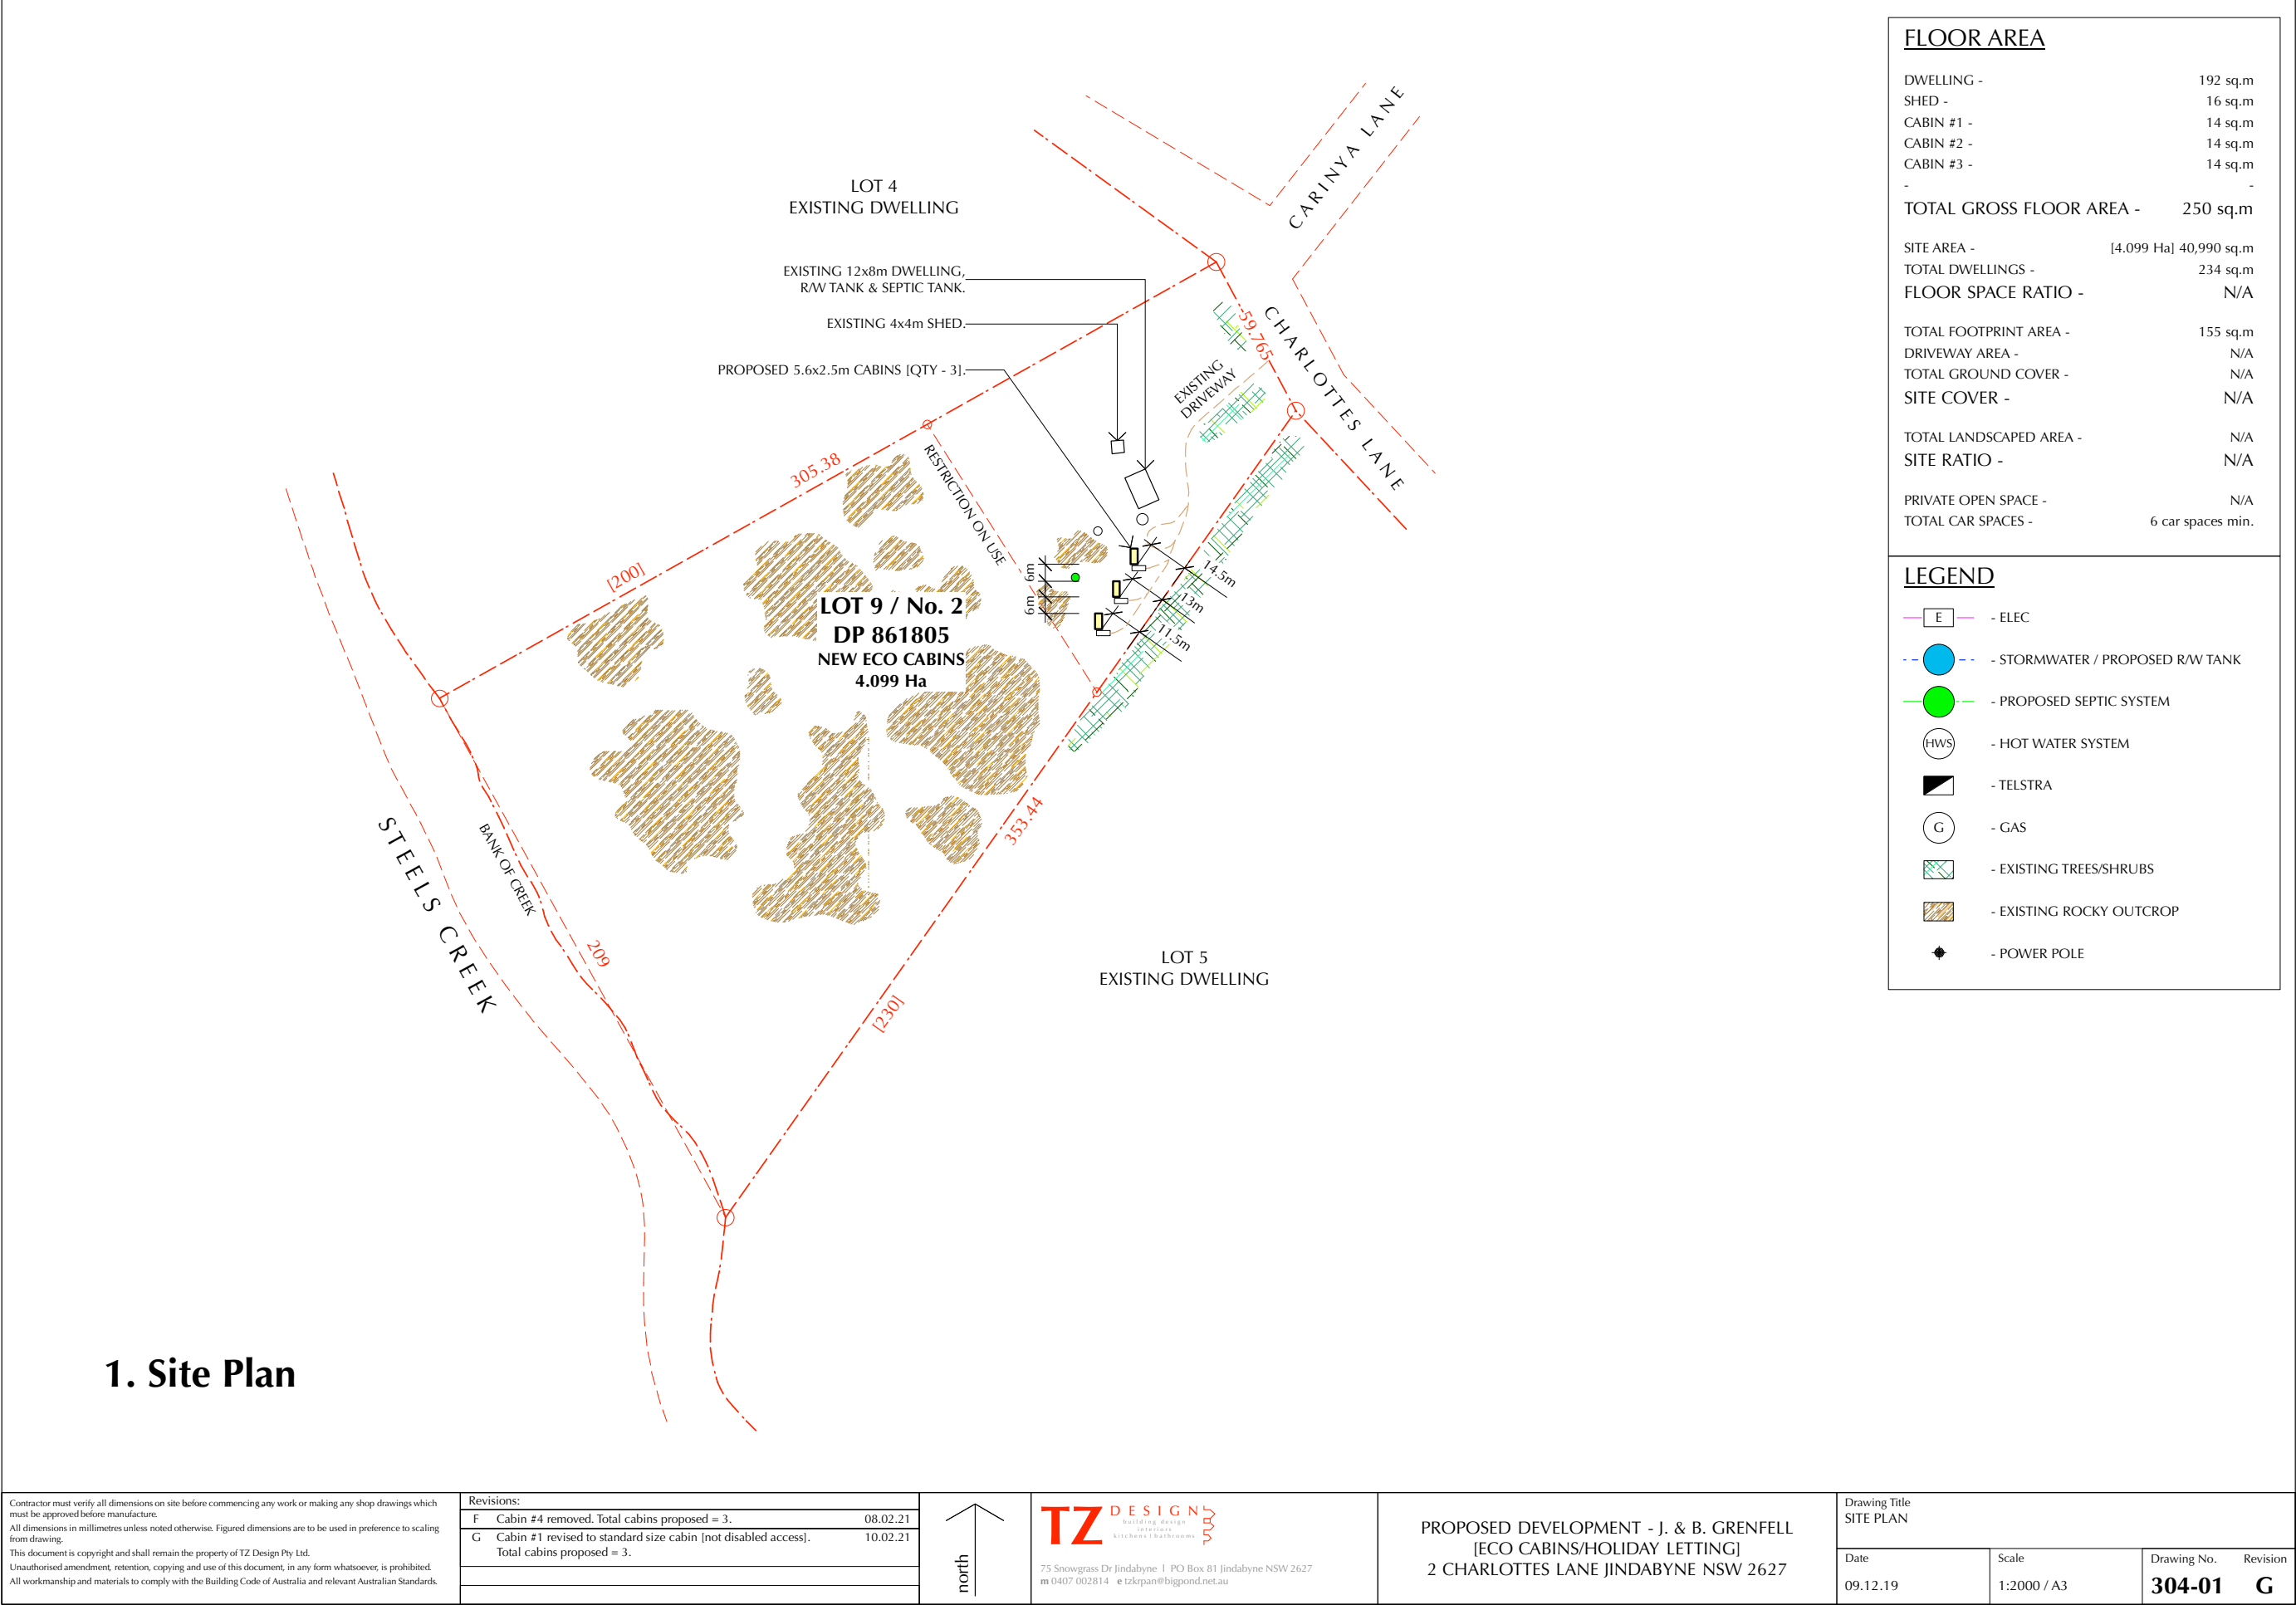 FLOOR AREA
DWELLING - 192 sq.m
SHED - 16 sq.m
CABIN #1 - 14 sq.m
CABIN #2 - 14 sq.m
CABIN #3 - 14 sq.m
- -
TOTAL GROSS FLOOR AREA - 250 sq.m
SITE AREA - [4.099 Ha] 40,990 sq.m
TOTAL DWELLINGS - 234 sq.m
FLOOR SPACE RATIO - N/A
TOTAL FOOTPRINT AREA - 155 sq.m
DRIVEWAY AREA - N/A
TOTAL GROUND COVER - N/A
SITE COVER - N/A
TOTAL LANDSCAPED AREA - N/A
SITE RATIO - N/A
PRIVATE OPEN SPACE - N/A
TOTAL CAR SPACES - 6 car spaces min.
LEGEND
E - ELEC
- STORMWATER / PROPOSED R/W TANK
- PROPOSED SEPTIC SYSTEM
HWS - HOT WATER SYSTEM
- TELSTRA
G - GAS
- EXISTING TREES/SHRUBS
- EXISTING ROCKY OUTCROP
- POWER POLE
CARINYA LANE
LOT 4
EXISTING DWELLING
EXISTING 12x8m DWELLING,
R/W TANK & SEPTIC TANK.
EXISTING 4x4m SHED.
PROPOSED 5.6x2.5m CABINS [QTY - 3].
59.765
CHARLOTTES LANE
EXISTING
DRIVEWAY
305.38
RESTRICTION ON USE
[200]
6m
6m
14.5m
13m
11.5m
LOT 9 / No. 2
DP 861805
NEW ECO CABINS
4.099 Ha
353.44
STEELS CREEK
BANK OF CREEK
209
[230]
LOT 5
EXISTING DWELLING
1. Site Plan
Contractor must verify all dimensions on site before commencing any work or making any shop drawings which
must be approved before manufacture.
All dimensions in millimetres unless noted otherwise. Figured dimensions are to be used in preference to scaling
from drawing.
This document is copyright and shall remain the property of TZ Design Pty Ltd.
Unauthorised amendment, retention, copying and use of this document, in any form whatsoever, is prohibited.
All workmanship and materials to comply with the Building Code of Australia and relevant Australian Standards.
Revisions:
F Cabin #4 removed. Total cabins proposed = 3. 08.02.21
G Cabin #1 revised to standard size cabin [not disabled access]. 10.02.21
Total cabins proposed = 3.
north
TZ DESIGN
building design
interiors
kitchens | bathrooms
75 Snowgrass Dr Jindabyne | PO Box 81 Jindabyne NSW 2627
m 0407 002814 e tzkrpan@bigpond.net.au
PROPOSED DEVELOPMENT - J. & B. GRENFELL
[ECO CABINS/HOLIDAY LETTING]
2 CHARLOTTES LANE JINDABYNE NSW 2627
Drawing Title
SITE PLAN
Date
09.12.19
Scale
1:2000 / A3
Drawing No.
304-01
Revision
G